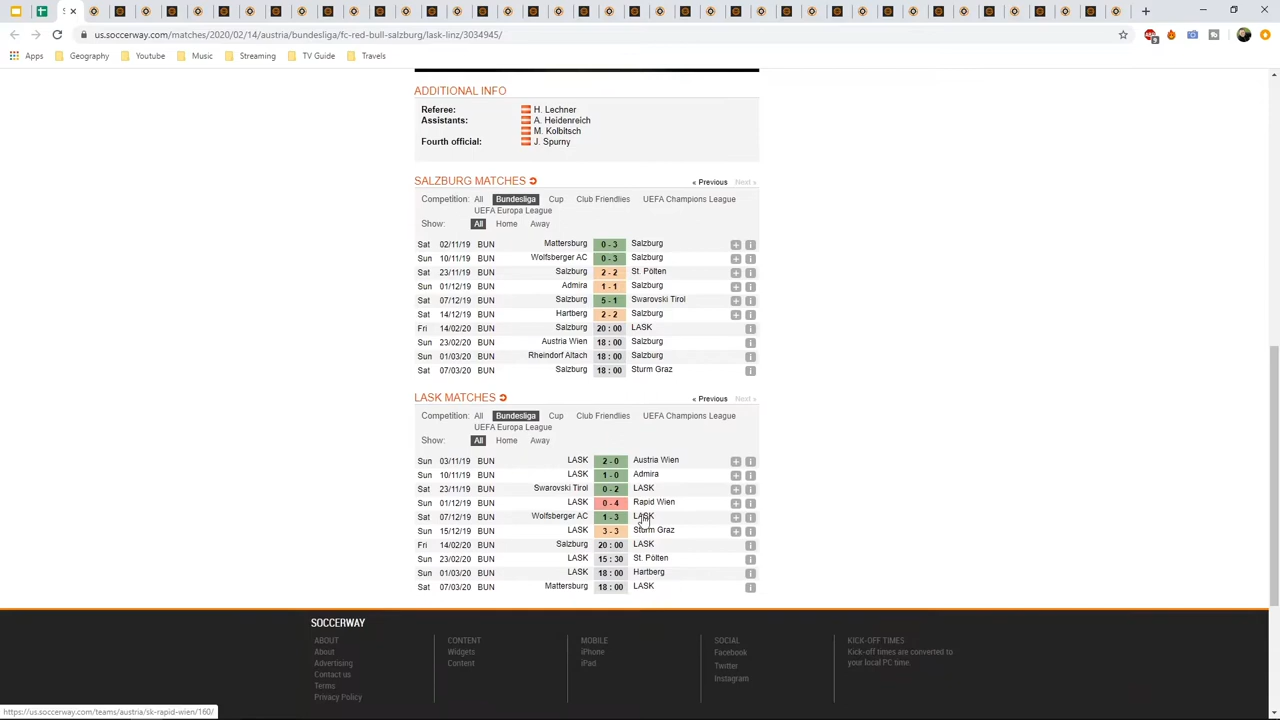 us.soccerway.com/matches/2020/02/14/austria/bundesliga/fc-red-bull-salzburg/lask-linz/3034945/
Apps Geography Youtube Music Streaming TV Guide Travels
ADDITIONAL INFO
Referee: H. Lechner
Assistants: A. Heidenreich
M. Kolbitsch
Fourth official: J. Spurny
SALZBURG MATCHES « Previous Next »
Competition: All Bundesliga Cup Club Friendlies UEFA Champions League
UEFA Europa League
Show: All Home Away
Sat 02/11/19 BUN Mattersburg 0 - 3 Salzburg
Sun 10/11/19 BUN Wolfsberger AC 0 - 3 Salzburg
Sat 23/11/19 BUN Salzburg 2 - 2 St. Pölten
Sun 01/12/19 BUN Admira 1 - 1 Salzburg
Sat 07/12/19 BUN Salzburg 5 - 1 Swarovski Tirol
Sat 14/12/19 BUN Hartberg 2 - 2 Salzburg
Fri 14/02/20 BUN Salzburg 20 : 00 LASK
Sun 23/02/20 BUN Austria Wien 18 : 00 Salzburg
Sun 01/03/20 BUN Rheindorf Altach 18 : 00 Salzburg
Sat 07/03/20 BUN Salzburg 18 : 00 Sturm Graz
LASK MATCHES « Previous Next »
Competition: All Bundesliga Cup Club Friendlies UEFA Champions League
UEFA Europa League
Show: All Home Away
Sun 03/11/19 BUN LASK 2 - 0 Austria Wien
Sun 10/11/19 BUN LASK 1 - 0 Admira
Sat 23/11/19 BUN Swarovski Tirol 0 - 2 LASK
Sun 01/12/19 BUN LASK 0 - 4 Rapid Wien
Sat 07/12/19 BUN Wolfsberger AC 1 - 3 LASK
Sun 15/12/19 BUN LASK 3 - 3 Sturm Graz
Fri 14/02/20 BUN Salzburg 20 : 00 LASK
Sun 23/02/20 BUN LASK 15 : 30 St. Pölten
Sun 01/03/20 BUN LASK 18 : 00 Hartberg
Sat 07/03/20 BUN Mattersburg 18 : 00 LASK
SOCCERWAY
ABOUT CONTENT MOBILE SOCIAL KICK-OFF TIMES
About Widgets iPhone Facebook Kick-off times are converted to
Advertising Content iPad Twitter your local PC time.
Contact us Instagram
Terms
Privacy Policy
https://us.soccerway.com/teams/austria/sk-rapid-wien/160/